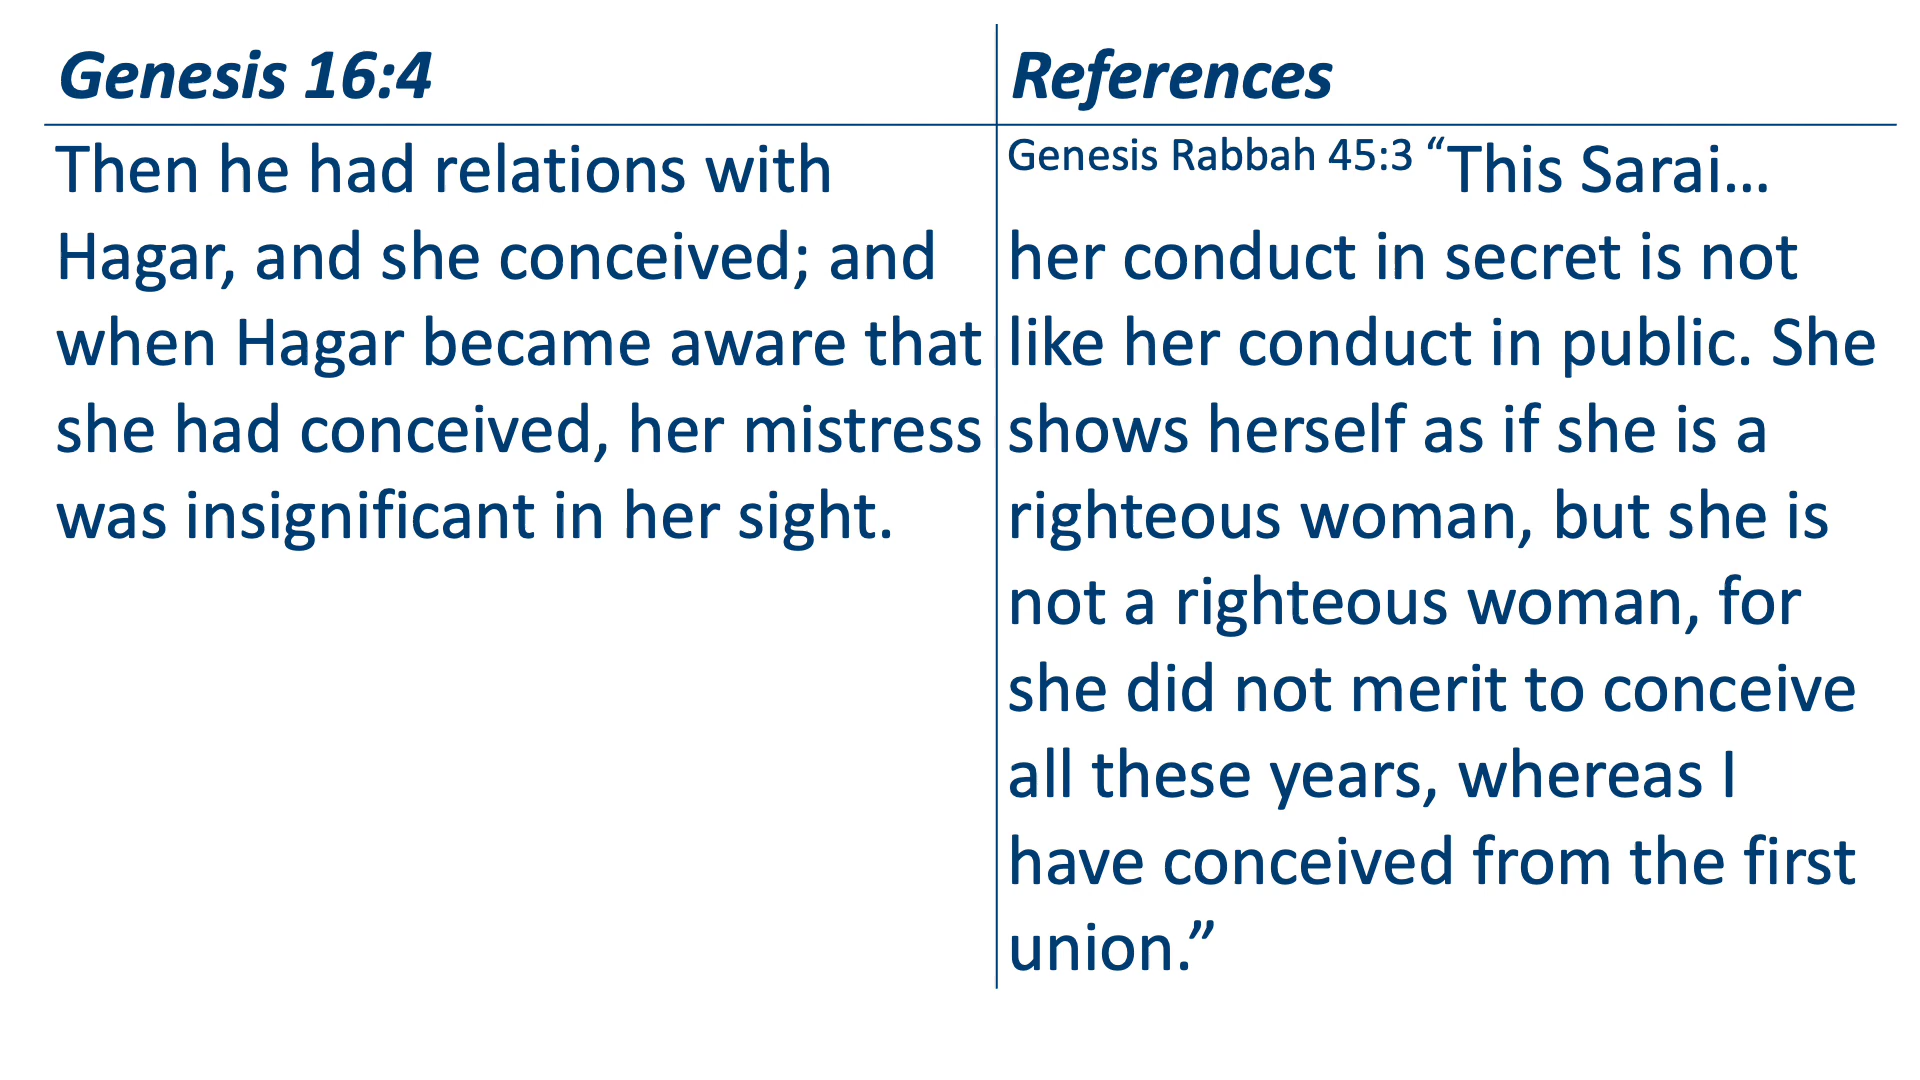 Genesis 16:4
Then he had relations with
Hagar, and she conceived; and
when Hagar became aware that
she had conceived, her mistress
was insignificant in her sight.
References
Genesis Rabbah 45:3 “This Sarai…
her conduct in secret is not
like her conduct in public. She
shows herself as if she is a
righteous woman, but she is
not a righteous woman, for
she did not merit to conceive
all these years, whereas I
have conceived from the first
union.”